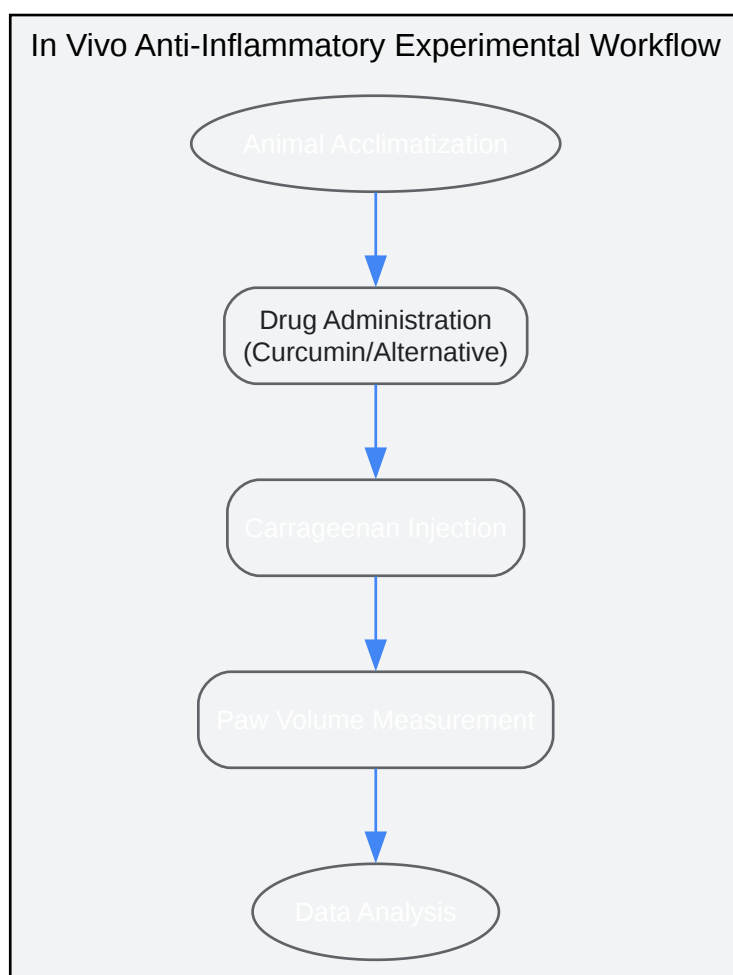 In Vivo Anti-Inflammatory Experimental Workflow
Animal Acclimatization
Drug Administration
(Curcumin/Alternative)
Carrageenan Injection
Paw Volume Measurement
Data Analysis